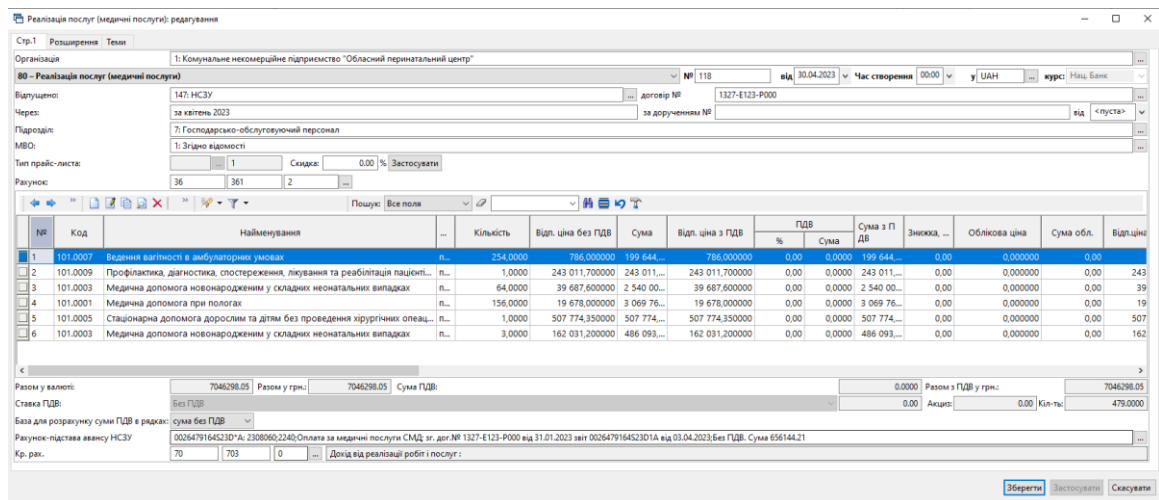 Реалізація послуг (медичні послуги): редагування
Стр.1 Розширення Теми
Організація 1: Комунальне некомерційне підприємство "Обласний перинатальний центр" ...
80 – Реалізація послуг (медичні послуги) № 118 від 30.04.2023 Час створення 00:00 у UAH ... курс: Нац. Банк
Відпущено: 147: НСЗУ ... договір № 1327-E123-P000 ...
Через: за квітень 2023 за дорученням № від <пуста>
Підрозділ: 7: Господарсько-обслуговуючий персонал ...
МВО: 1: Згідно відомості ...
Тип прайс-листа: ... 1 Скидка: 0.00 % Застосувати
Рахунок: 36 361 2 ...
Пошук: Все поля
№ Код Найменування ... Кількість Відп. ціна без ПДВ Сума Відп. ціна з ПДВ ПДВ % Сума Сума з П ДВ Знижка, ... Облікова ціна Сума обл. Відп.ціна
1 101.0007 Ведення вагітності в амбулаторних умовах п... 254,0000 786,000000 199 644,... 786,000000 0,00 0,0000 199 644,... 0,00 0,000000 0,00
2 101.0009 Профілактика, діагностика, спостереження, лікування та реабілітація пацієнті... п... 1,0000 243 011,700000 243 011,... 243 011,700000 0,00 0,0000 243 011,... 0,00 0,000000 0,00 243
3 101.0003 Медична допомога новонародженим у складних неонатальних випадках п... 64,0000 39 687,600000 2 540 00... 39 687,600000 0,00 0,0000 2 540 00... 0,00 0,000000 0,00 39
4 101.0001 Медична допомога при пологах п... 156,0000 19 678,000000 3 069 76... 19 678,000000 0,00 0,0000 3 069 76... 0,00 0,000000 0,00 19
5 101.0005 Стаціонарна допомога дорослим та дітям без проведення хірургічних опеац... п... 1,0000 507 774,350000 507 774,... 507 774,350000 0,00 0,0000 507 774,... 0,00 0,000000 0,00 507
6 101.0003 Медична допомога новонародженим у складних неонатальних випадках п... 3,0000 162 031,200000 486 093,... 162 031,200000 0,00 0,0000 486 093,... 0,00 0,000000 0,00 162
Разом у валюті: 7046298.05 Разом у грн.: 7046298.05 Сума ПДВ: 0.0000 Разом з ПДВ у грн.: 7046298.05
Ставка ПДВ: Без ПДВ 0.00 Акциз: 0.00 Кіл-ть: 479.0000
База для розрахунку суми ПДВ в рядках: сума без ПДВ
Рахунок-підстава авансу НСЗУ 0026479164S23D*A: 2308060;2240;Оплата за медичні послуги СМД; зг. дог.№ 1327-E123-P000 від 31.01.2023 звіт 0026479164S23D1A від 03.04.2023;Без ПДВ. Сума 656144.21 ...
Кр. рах. 70 703 0 ... Дохід від реалізації робіт і послуг :
Зберегти Застосувати Скасувати